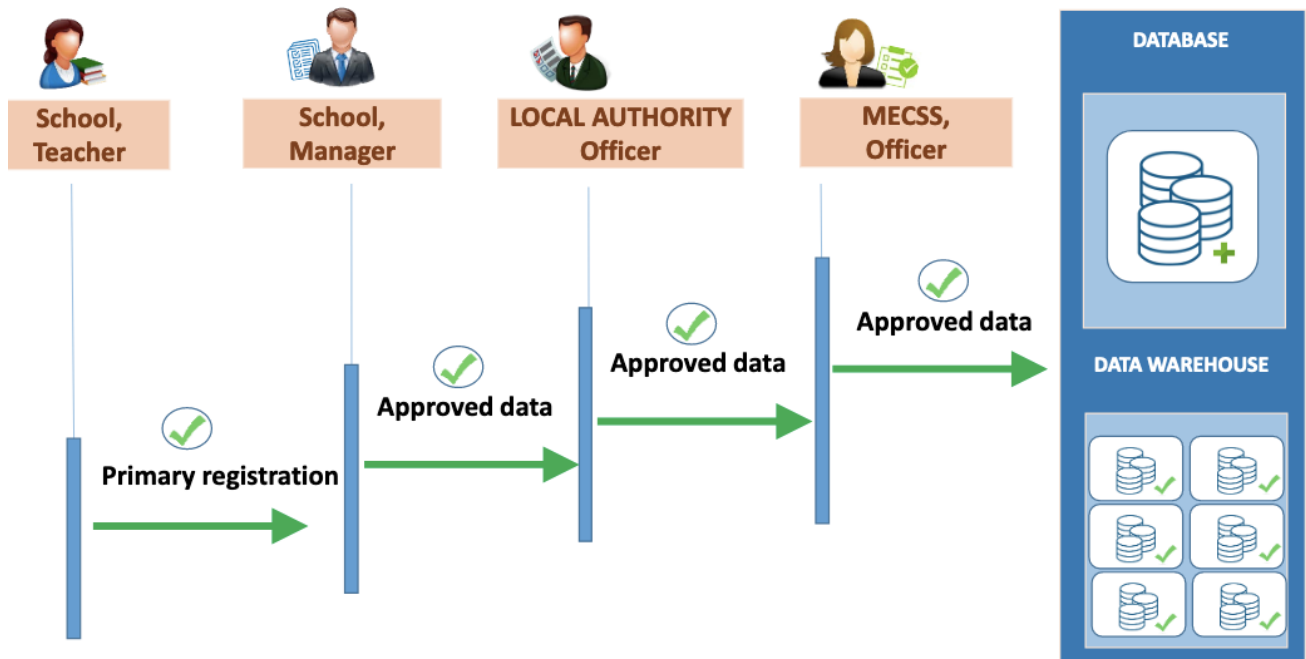 School,
Teacher
School,
Manager
LOCAL AUTHORITY
Officer
MECSS,
Officer
DATABASE
Primary registration
Approved data
Approved data
Approved data
DATA WAREHOUSE